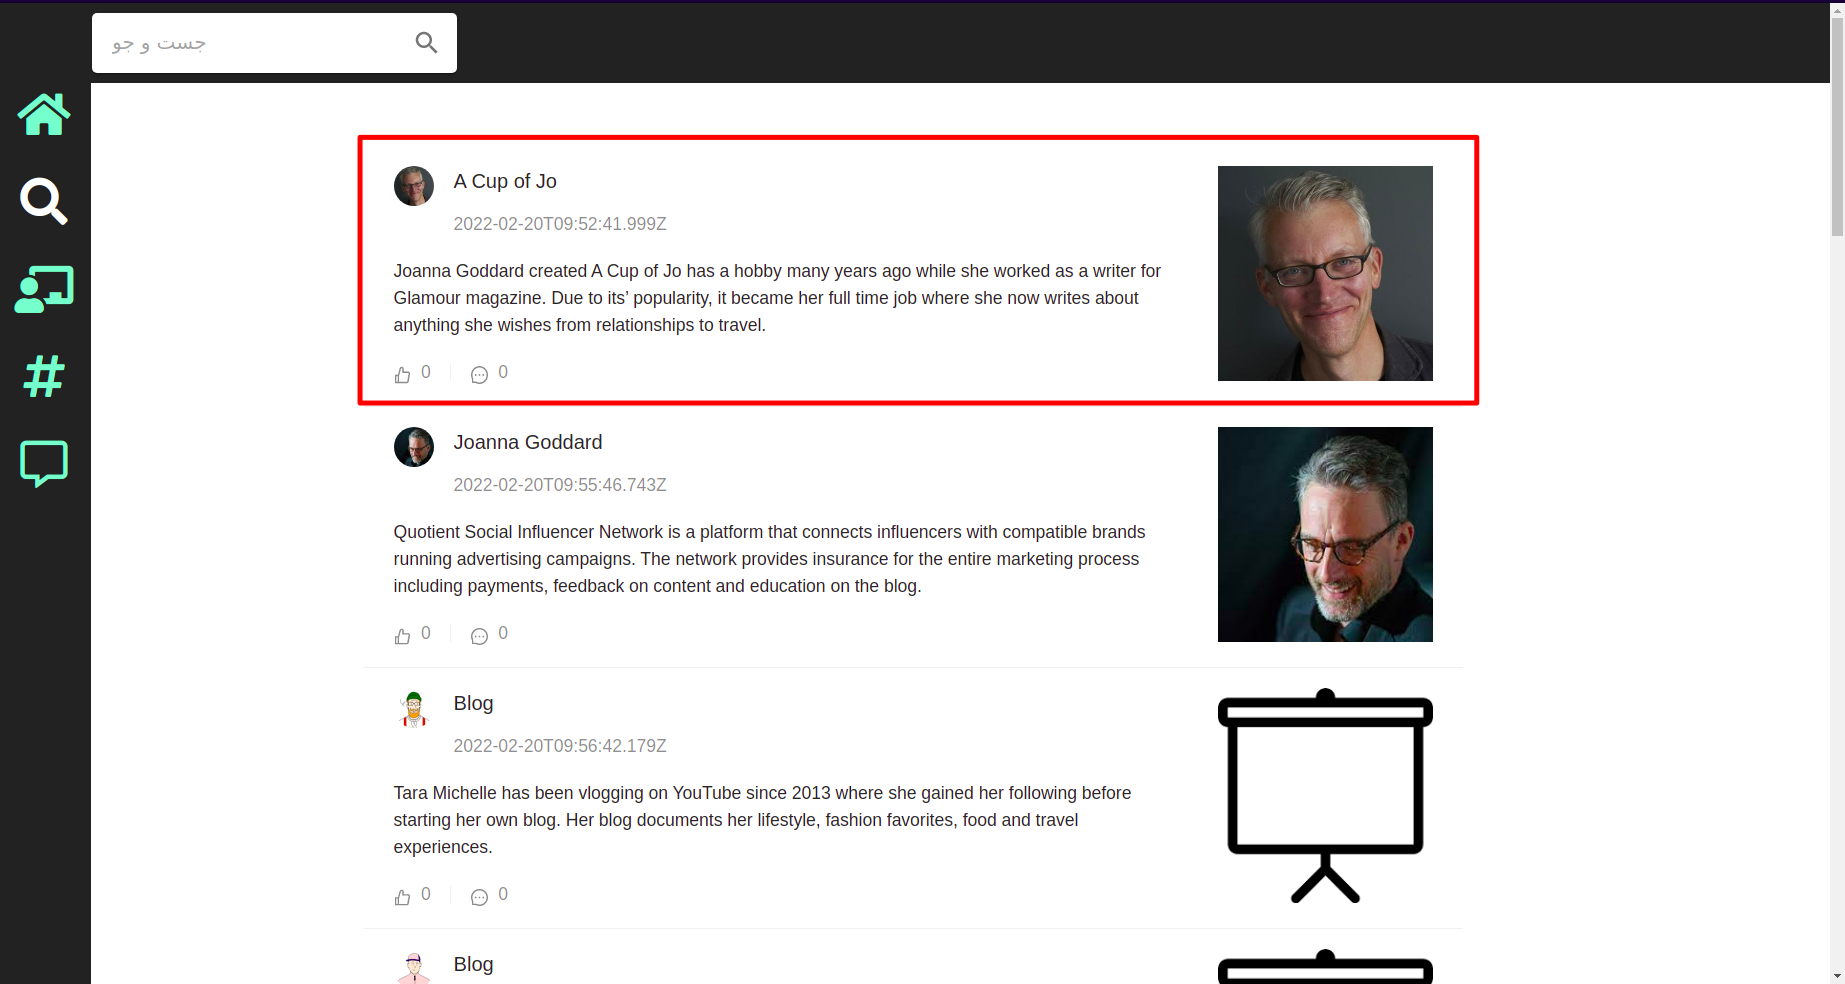 جست و جو
A Cup of Jo
2022-02-20T09:52:41.999Z
Joanna Goddard created A Cup of Jo has a hobby many years ago while she worked as a writer for
Glamour magazine. Due to its’ popularity, it became her full time job where she now writes about
anything she wishes from relationships to travel.
0 0
Joanna Goddard
2022-02-20T09:55:46.743Z
Quotient Social Influencer Network is a platform that connects influencers with compatible brands
running advertising campaigns. The network provides insurance for the entire marketing process
including payments, feedback on content and education on the blog.
0 0
Blog
2022-02-20T09:56:42.179Z
Tara Michelle has been vlogging on YouTube since 2013 where she gained her following before
starting her own blog. Her blog documents her lifestyle, fashion favorites, food and travel
experiences.
0 0
Blog